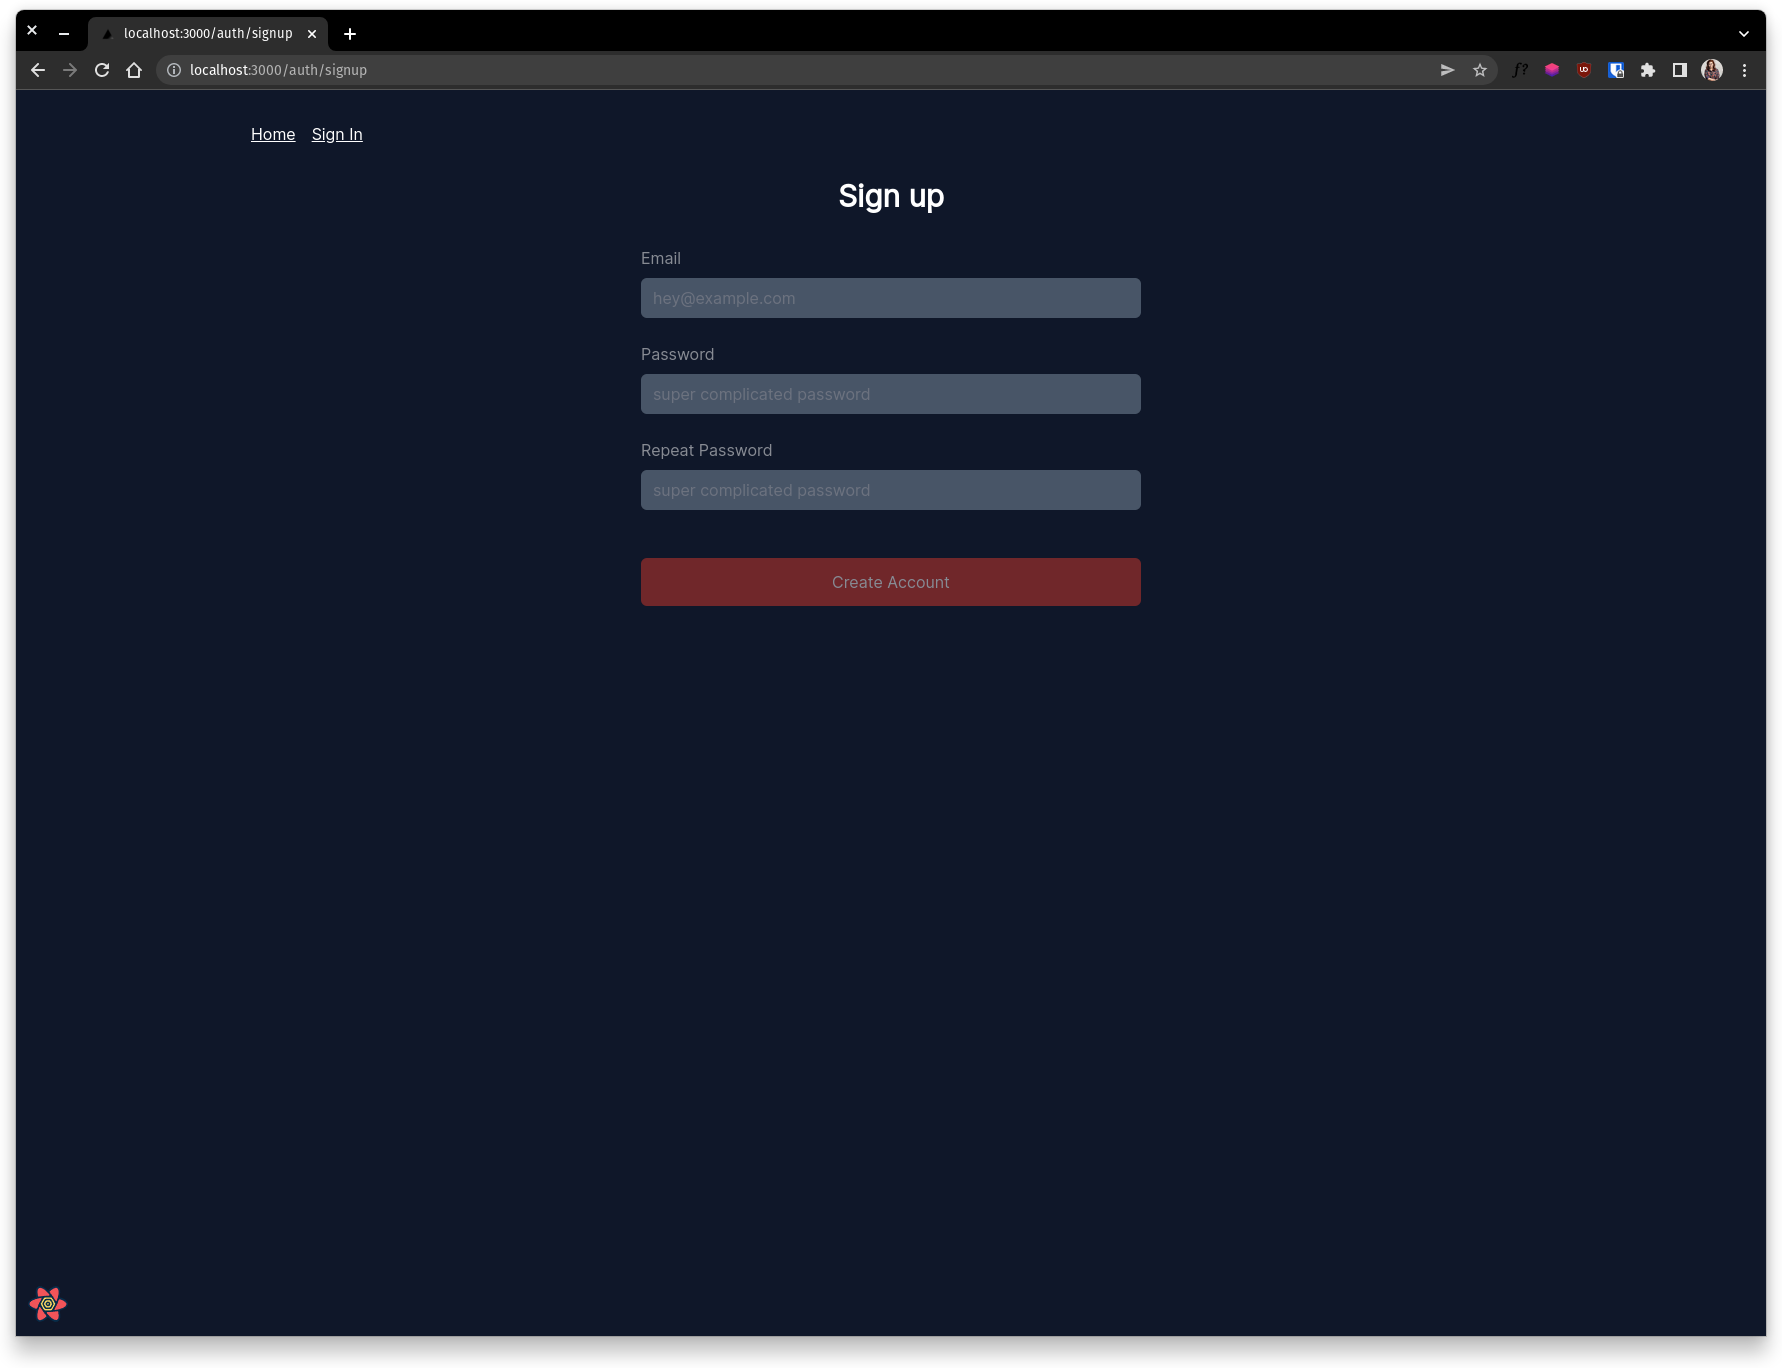 localhost:3000/auth/signup
localhost:3000/auth/signup
f?
UD
Home Sign In
Sign up
Email
hey@example.com
Password
super complicated password
Repeat Password
super complicated password
Create Account